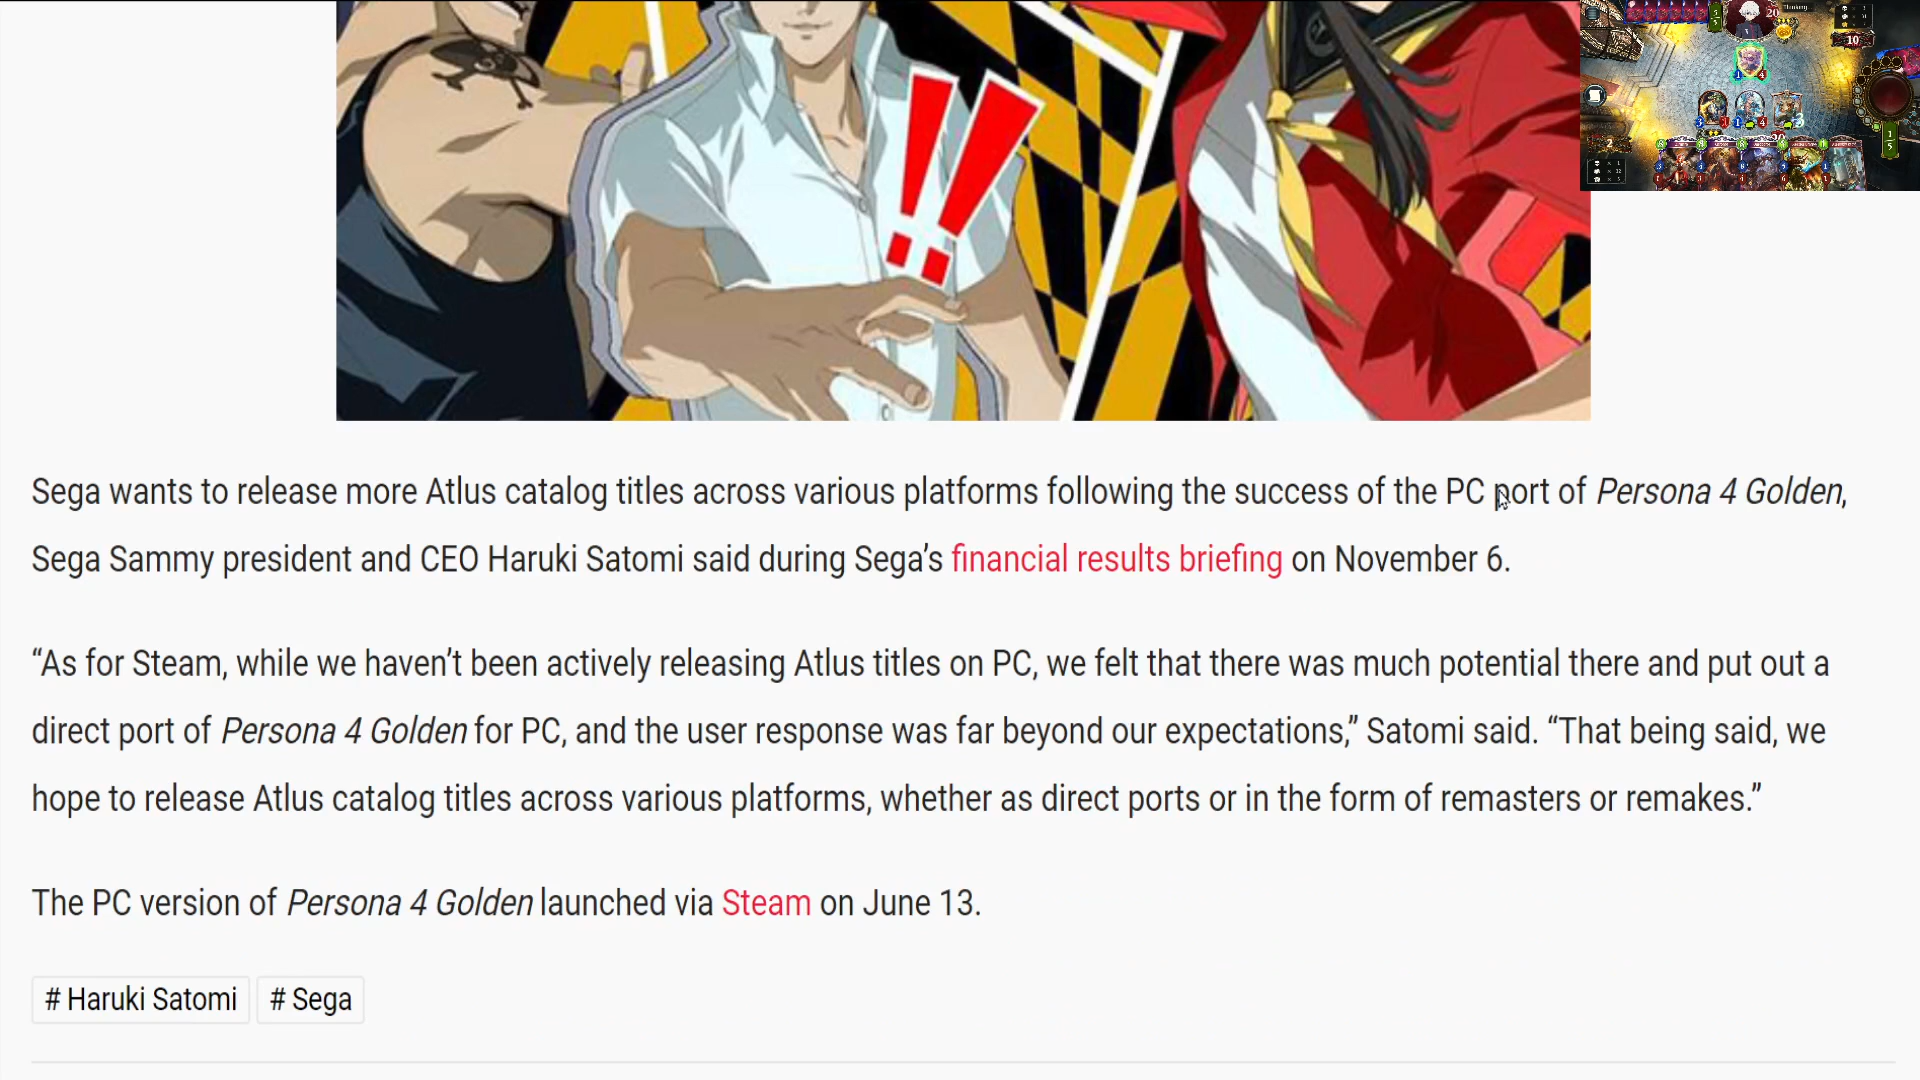 !!
20
Thinking
10
2
20
Sega wants to release more Atlus catalog titles across various platforms following the success of the PC port of Persona 4 Golden,
Sega Sammy president and CEO Haruki Satomi said during Sega’s financial results briefing on November 6.
“As for Steam, while we haven’t been actively releasing Atlus titles on PC, we felt that there was much potential there and put out a
direct port of Persona 4 Golden for PC, and the user response was far beyond our expectations,” Satomi said. “That being said, we
hope to release Atlus catalog titles across various platforms, whether as direct ports or in the form of remasters or remakes.”
The PC version of Persona 4 Golden launched via Steam on June 13.
# Haruki Satomi # Sega